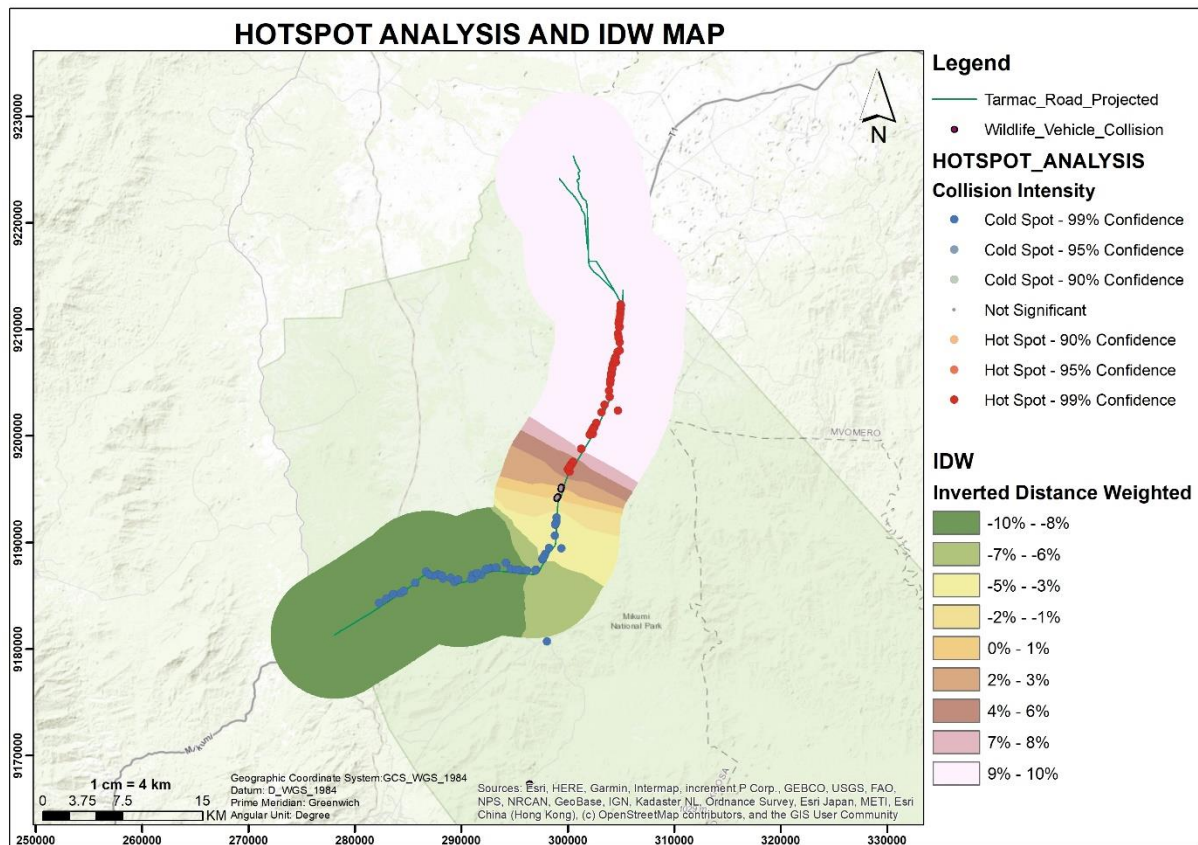 HOTSPOT ANALYSIS AND IDW MAP
N
T1
MVOMERO
Mikumi
National Park
9230000
9220000
9210000
9200000
9190000
9180000
9170000
250000
260000
270000
280000
290000
300000
310000
320000
330000
1 cm = 4 km
0 3.75 7.5 15
KM
Geographic Coordinate System:GCS_WGS_1984
Datum: D_WGS_1984
Prime Meridian: Greenwich
Angular Unit: Degree
Sources: Esri, HERE, Garmin, Intermap, increment P Corp., GEBCO, USGS, FAO,
NPS, NRCAN, GeoBase, IGN, Kadaster NL, Ordnance Survey, Esri Japan, METI, Esri
China (Hong Kong), (c) OpenStreetMap contributors, and the GIS User Community
Legend
Tarmac_Road_Projected
Wildlife_Vehicle_Collision
HOTSPOT_ANALYSIS
Collision Intensity
Cold Spot - 99% Confidence
Cold Spot - 95% Confidence
Cold Spot - 90% Confidence
Not Significant
Hot Spot - 90% Confidence
Hot Spot - 95% Confidence
Hot Spot - 99% Confidence
IDW
Inverted Distance Weighted
-10% - -8%
-7% - -6%
-5% - -3%
-2% - -1%
0% - 1%
2% - 3%
4% - 6%
7% - 8%
9% - 10%